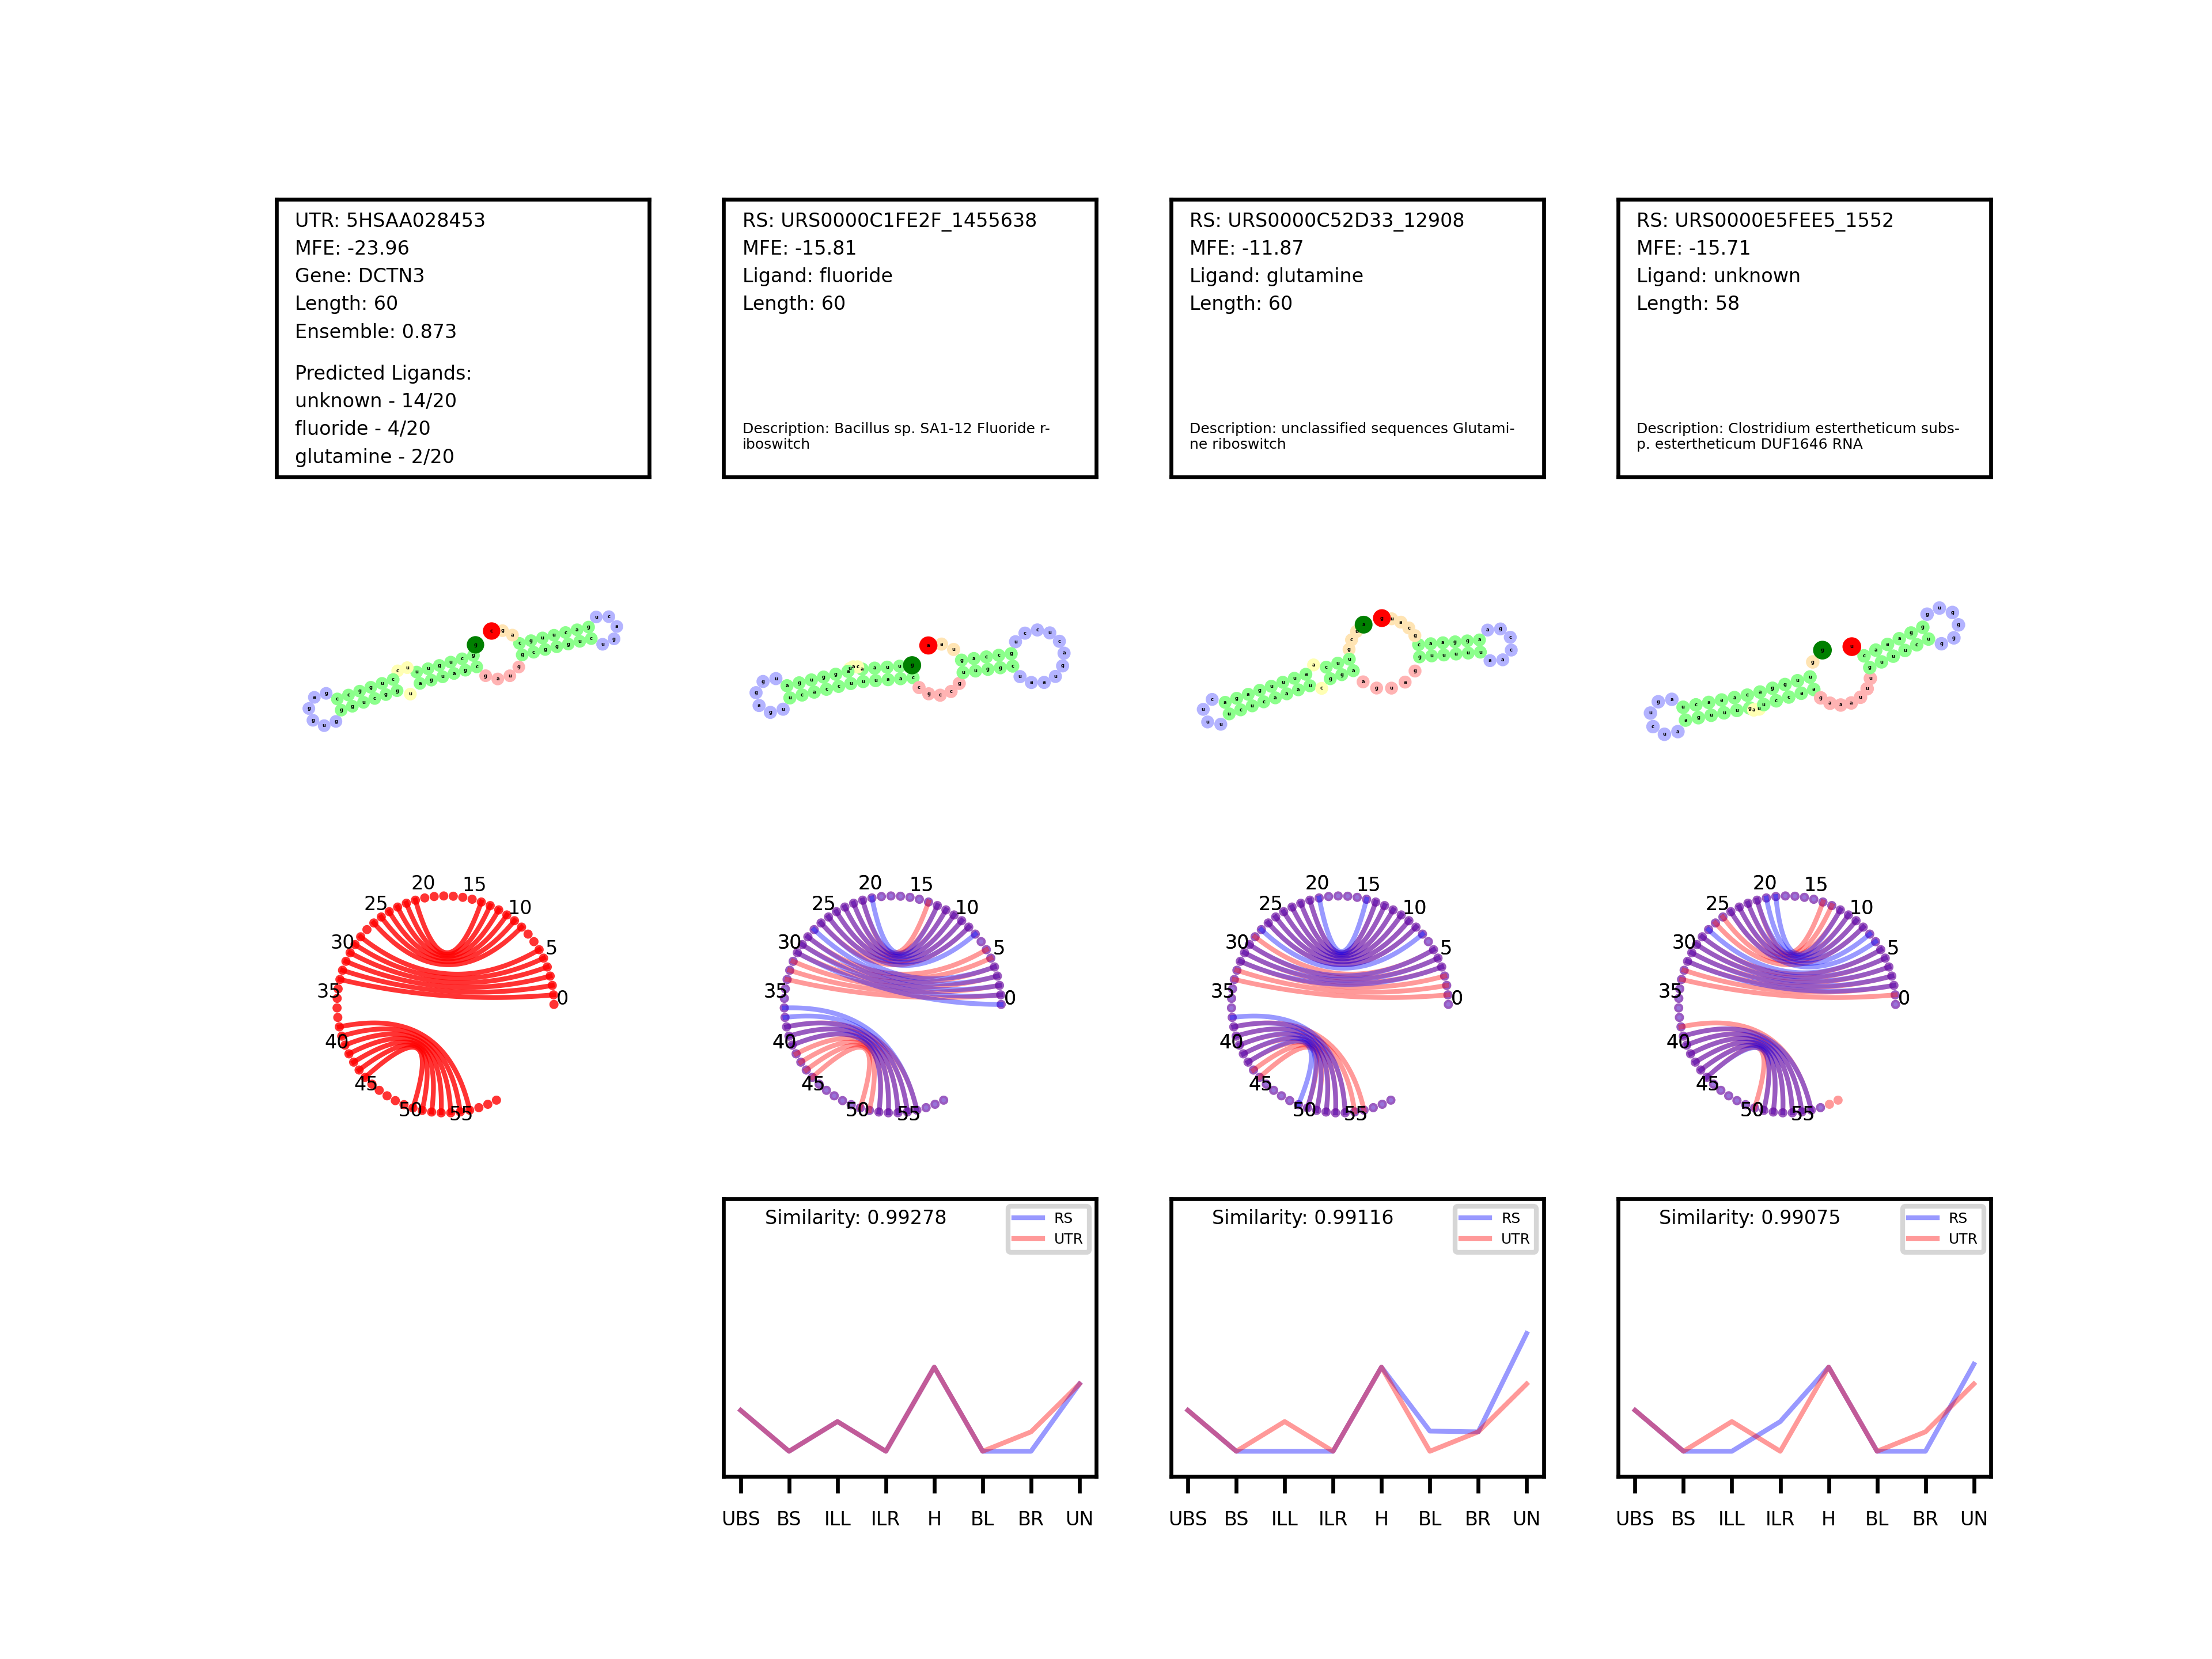 UTR: 5HSAA028453
MFE: -23.96
Gene: DCTN3
Length: 60
Ensemble: 0.873
Predicted Ligands:
unknown - 14/20
fluoride - 4/20
glutamine - 2/20
RS: URS0000C1FE2F_1455638
MFE: -15.81
Ligand: fluoride
Length: 60
Description: Bacillus sp. SA1-12 Fluoride r-
iboswitch
RS: URS0000C52D33_12908
MFE: -11.87
Ligand: glutamine
Length: 60
Description: unclassified sequences Glutami-
ne riboswitch
RS: URS0000E5FEE5_1552
MFE: -15.71
Ligand: unknown
Length: 58
Description: Clostridium estertheticum subs-
p. estertheticum DUF1646 RNA
0
5
10
15
20
25
30
35
40
45
50
55
0
5
10
15
20
25
30
35
40
45
50
55
0
5
10
15
20
25
30
35
40
45
50
55
0
5
10
15
20
25
30
35
40
45
50
55
Similarity: 0.99278
RS
UTR
UBS BS ILL ILR H BL BR UN
Similarity: 0.99116
RS
UTR
UBS BS ILL ILR H BL BR UN
Similarity: 0.99075
RS
UTR
UBS BS ILL ILR H BL BR UN